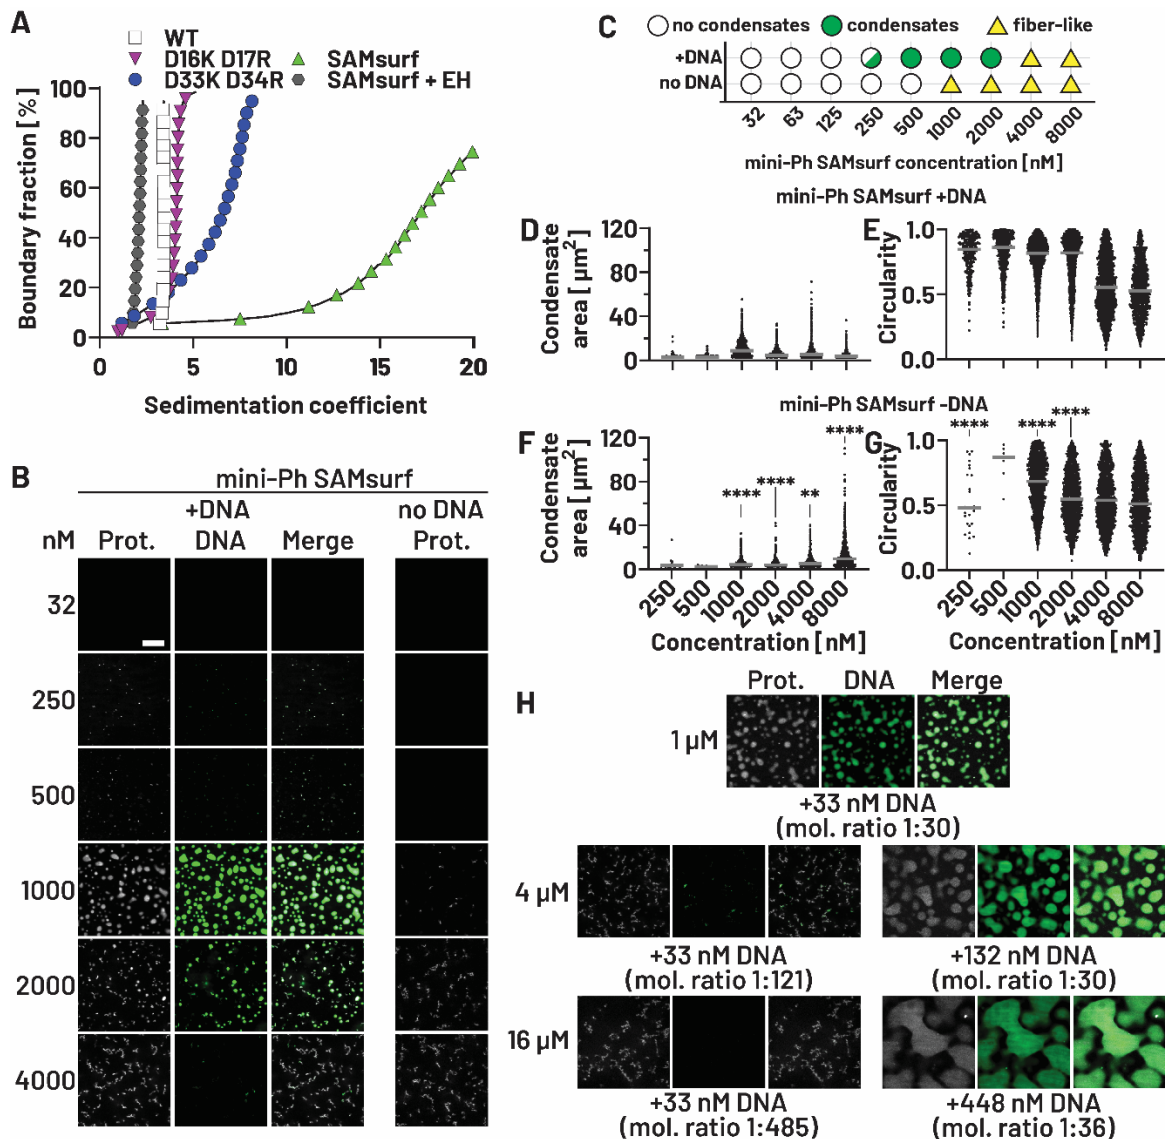 A
WT
D16K D17R
D33K D34R
SAMsurf
SAMsurf + EH
Boundary fraction [%]
100
80
60
40
20
0
0 5 10 15 20
Sedimentation coefficient
B
mini-Ph SAMsurf
+DNA no DNA
nM Prot. DNA Merge Prot.
32
250
500
1000
2000
4000
C
no condensates condensates fiber-like
+DNA
no DNA
32 63 125 250 500 1000 2000 4000 8000
mini-Ph SAMsurf concentration [nM]
mini-Ph SAMsurf +DNA
D
Condensate
area [µm²]
120
80
40
0
E
Circularity
1.0
0.5
0.0
mini-Ph SAMsurf -DNA
F
Condensate
area [µm²]
120
80
40
0
**** **** ** ****
250 500 1000 2000 4000 8000
Concentration [nM]
G
Circularity
1.0
0.5
0.0
**** **** ****
250 500 1000 2000 4000 8000
Concentration [nM]
H
Prot. DNA Merge
1 µM
+33 nM DNA
(mol. ratio 1:30)
4 µM
+33 nM DNA
(mol. ratio 1:121)
+132 nM DNA
(mol. ratio 1:30)
16 µM
+33 nM DNA
(mol. ratio 1:485)
+448 nM DNA
(mol. ratio 1:36)